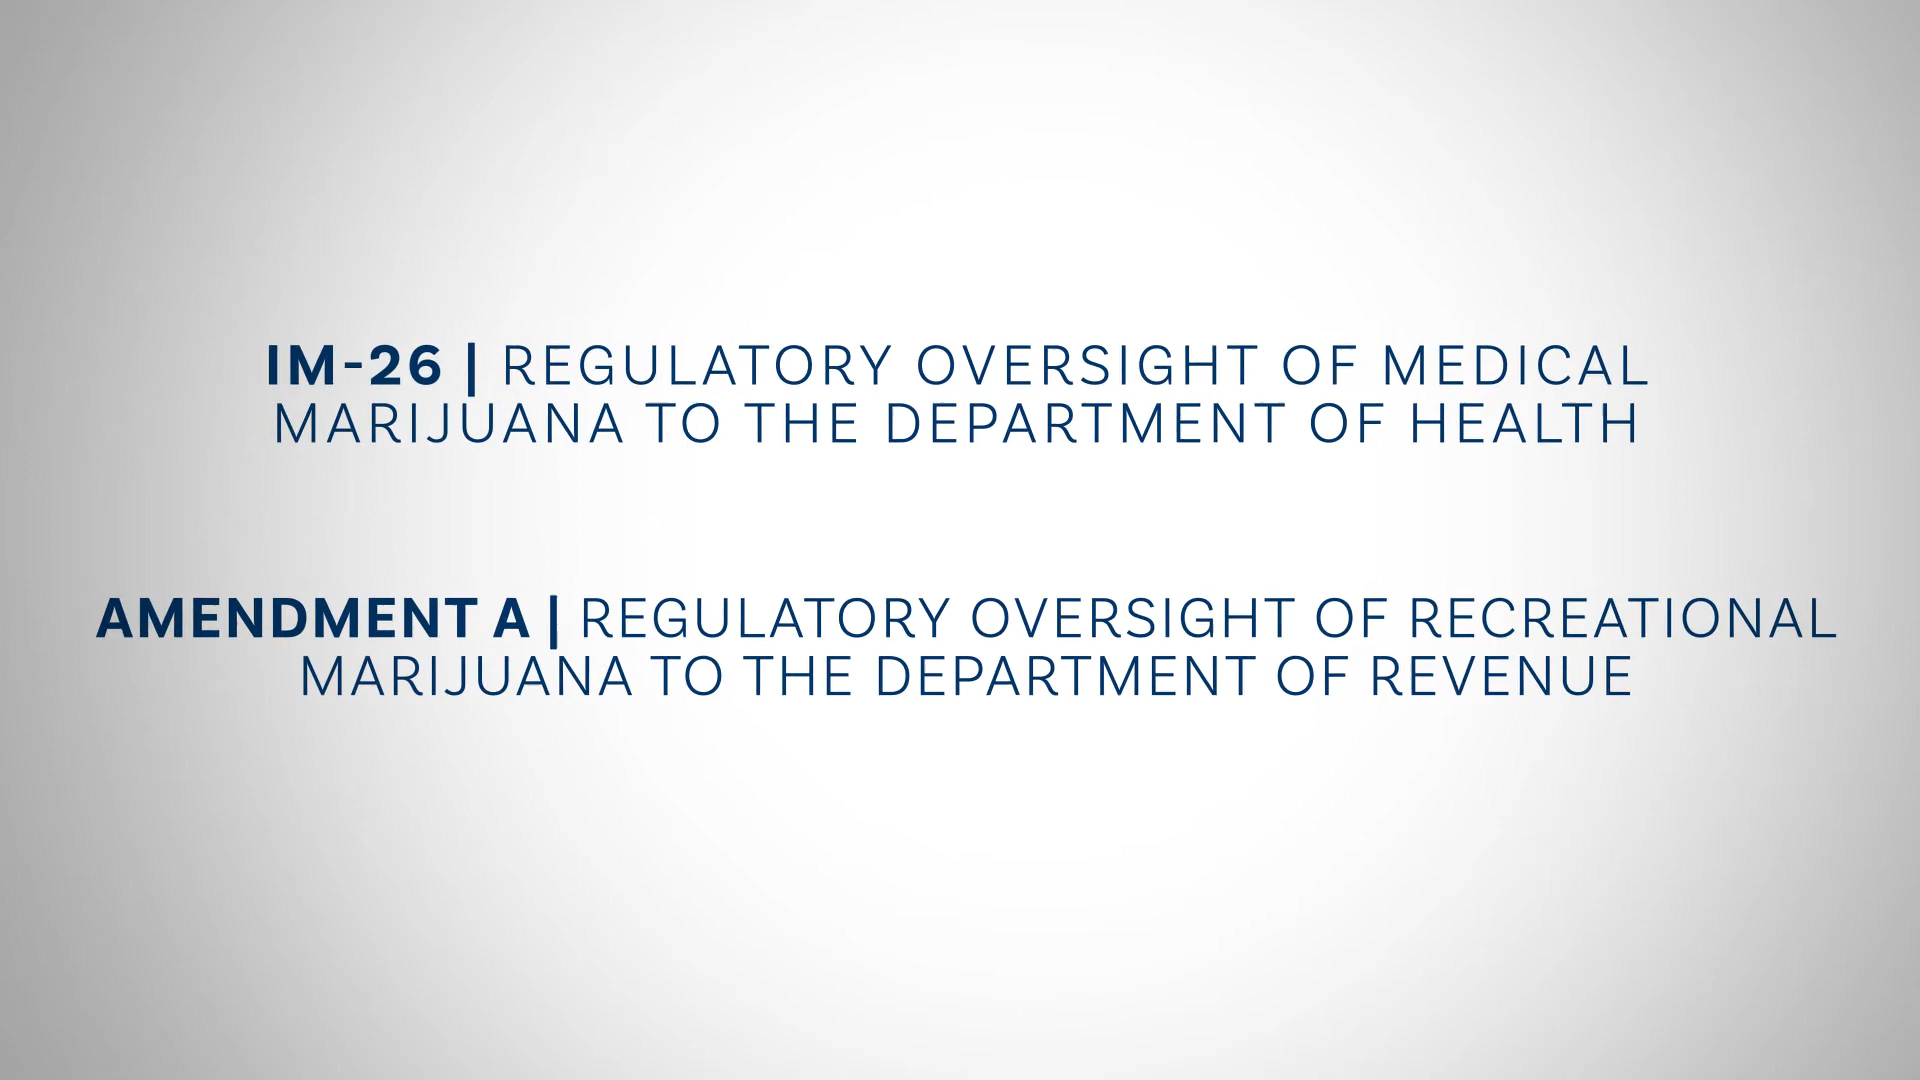 IM-26 | REGULATORY OVERSIGHT OF MEDICAL
MARIJUANA TO THE DEPARTMENT OF HEALTH
AMENDMENT A | REGULATORY OVERSIGHT OF RECREATIONAL
MARIJUANA TO THE DEPARTMENT OF REVENUE